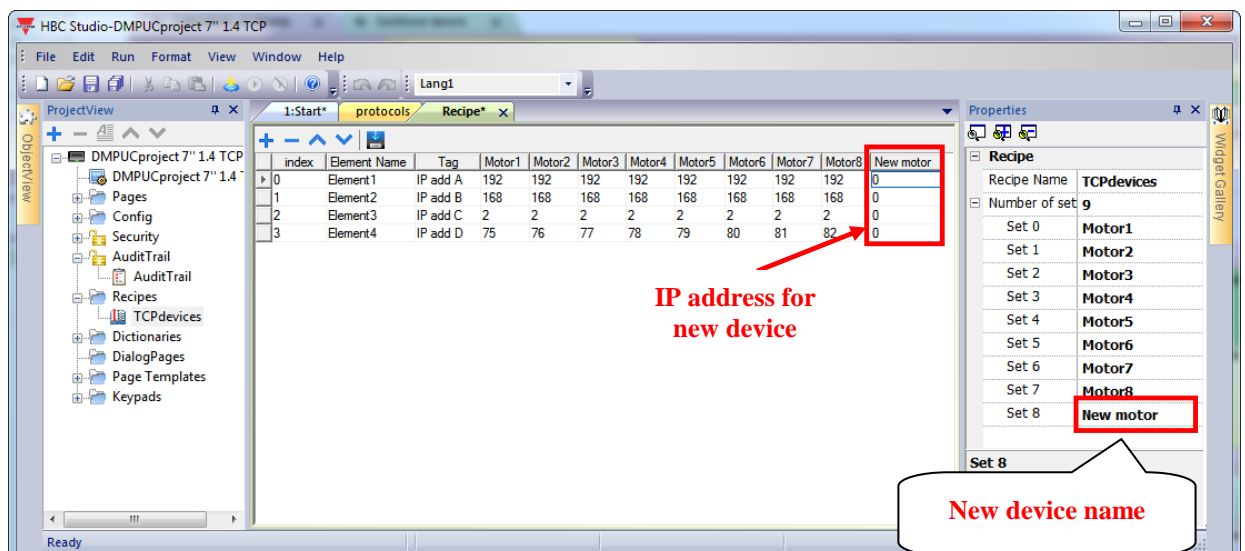 HBC Studio-DMPUCproject 7" 1.4 TCP
File Edit Run Format View Window Help
Lang1
ProjectView
1:Start* protocols Recipe*
Properties
ObjectView
Widget Gallery
DMPUCproject 7" 1.4 TCP
DMPUCproject 7" 1.4
Pages
Config
Security
AuditTrail
AuditTrail
Recipes
TCPdevices
Dictionaries
DialogPages
Page Templates
Keypads
index Element Name Tag Motor1 Motor2 Motor3 Motor4 Motor5 Motor6 Motor7 Motor8 New motor
0 Element1 IP add A 192 192 192 192 192 192 192 192 0
1 Element2 IP add B 168 168 168 168 168 168 168 168 0
2 Element3 IP add C 2 2 2 2 2 2 2 2 0
3 Element4 IP add D 75 76 77 78 79 80 81 82 0
IP address for
new device
Recipe
Recipe Name TCPdevices
Number of set 9
Set 0 Motor1
Set 1 Motor2
Set 2 Motor3
Set 3 Motor4
Set 4 Motor5
Set 5 Motor6
Set 6 Motor7
Set 7 Motor8
Set 8 New motor
Set 8
New device name
Ready